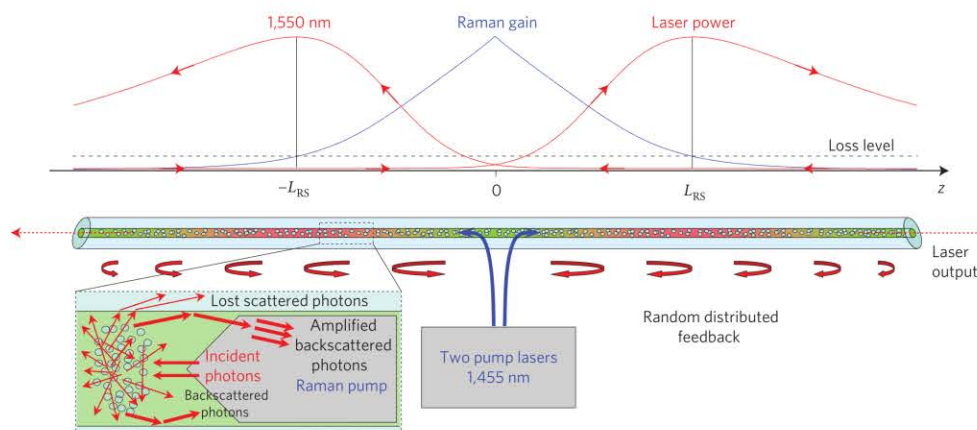 1,550 nm
Raman gain
Laser power
Loss level
−L_RS
0
L_RS
z
Laser
output
Lost scattered photons
Incident
photons
Backscattered
photons
Amplified
backscattered
photons
Raman pump
Two pump lasers
1,455 nm
Random distributed
feedback